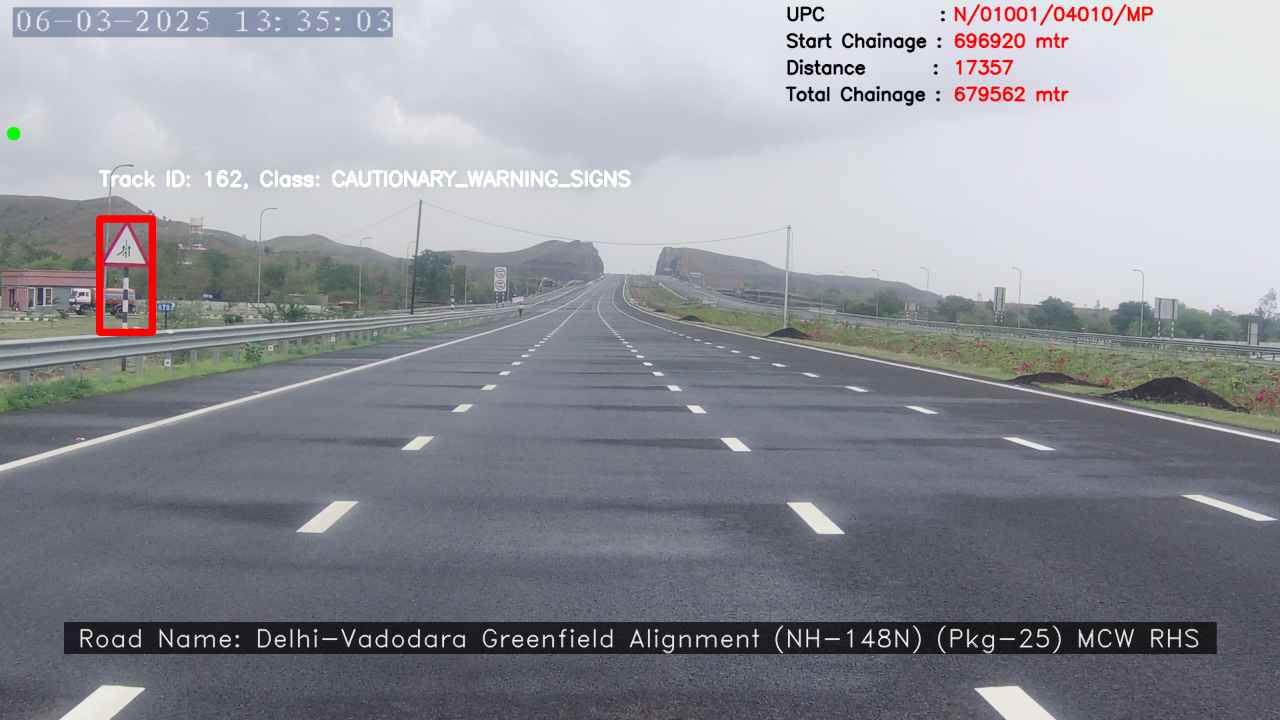 06-03-2025 13:35:03
UPC : N/01001/04010/MP
Start Chainage : 696920 mtr
Distance : 17357
Total Chainage : 679562 mtr
Track ID: 162, Class: CAUTIONARY_WARNING_SIGNS
Road Name: Delhi-Vadodara Greenfield Alignment (NH-148N) (Pkg-25) MCW RHS